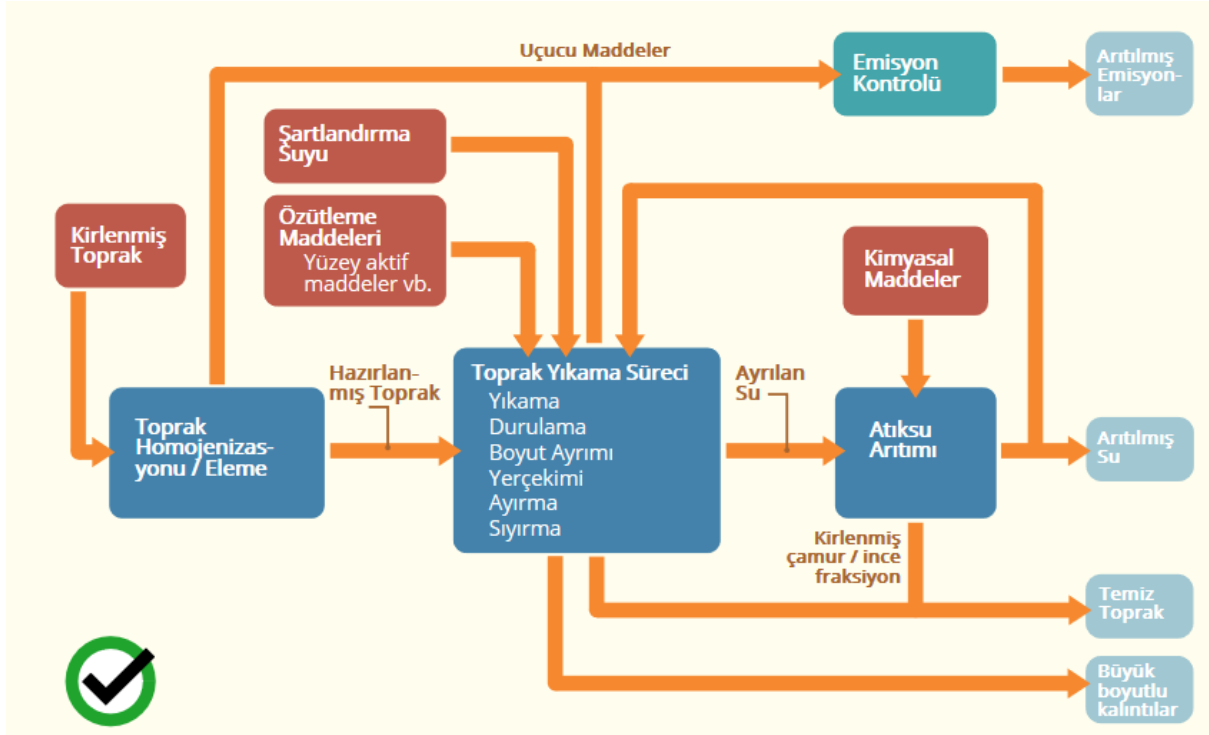 Uçucu Maddeler
Emisyon
Kontrolü
Arıtılmış
Emisyon-
lar
Şartlandırma
Suyu
Özütleme
Maddeleri
Yüzey aktif
maddeler vb.
Kirlenmiş
Toprak
Kimyasal
Maddeler
Hazırlan-
mış Toprak
Toprak Yıkama Süreci
Yıkama
Durulama
Boyut Ayrımı
Yerçekimi
Ayırma
Sıyırma
Ayrılan
Su
Toprak
Homojenizas-
yonu / Eleme
Atıksu
Arıtımı
Arıtılmış
Su
Kirlenmiş
çamur / ince
fraksiyon
Temiz
Toprak
Büyük
boyutlu
kalıntılar